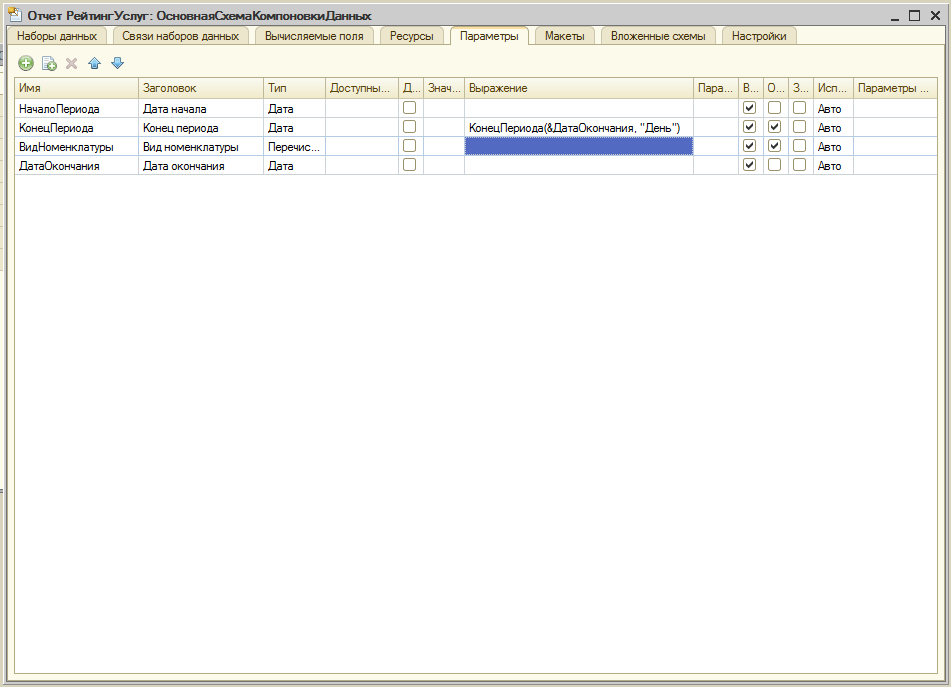 Отчет РейтингУслуг: ОсновнаяСхемаКомпоновкиДанных
Наборы данных Связи наборов данных Вычисляемые поля Ресурсы Параметры Макеты Вложенные схемы Настройки
Имя Заголовок Тип Доступны... Д... Знач... Выражение Пара... В... О... З... Исп... Параметры ...
НачалоПериода Дата начала Дата Авто
КонецПериода Конец периода Дата КонецПериода(&ДатаОкончания, "День") Авто
ВидНоменклатуры Вид номенклатуры Перечис... Авто
ДатаОкончания Дата окончания Дата Авто